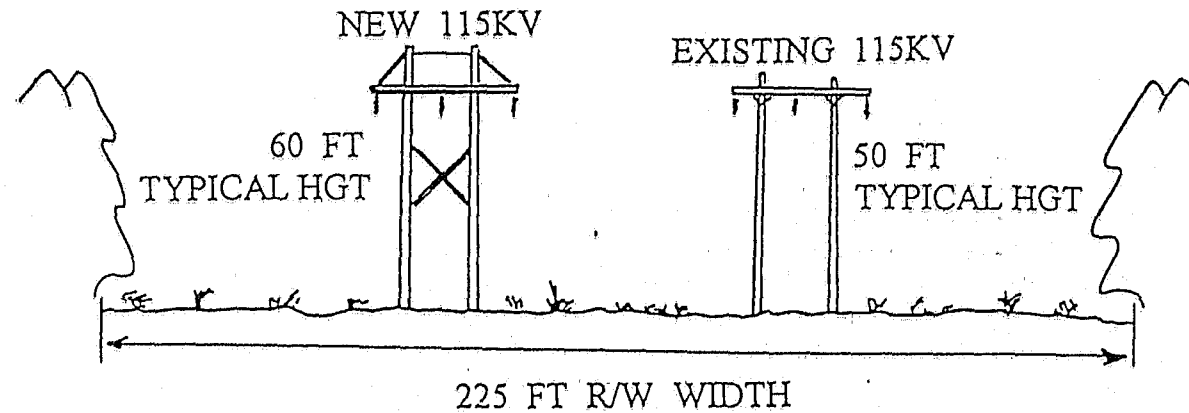 NEW 115KV
EXISTING 115KV
60 FT
TYPICAL HGT
50 FT
TYPICAL HGT
225 FT R/W WIDTH